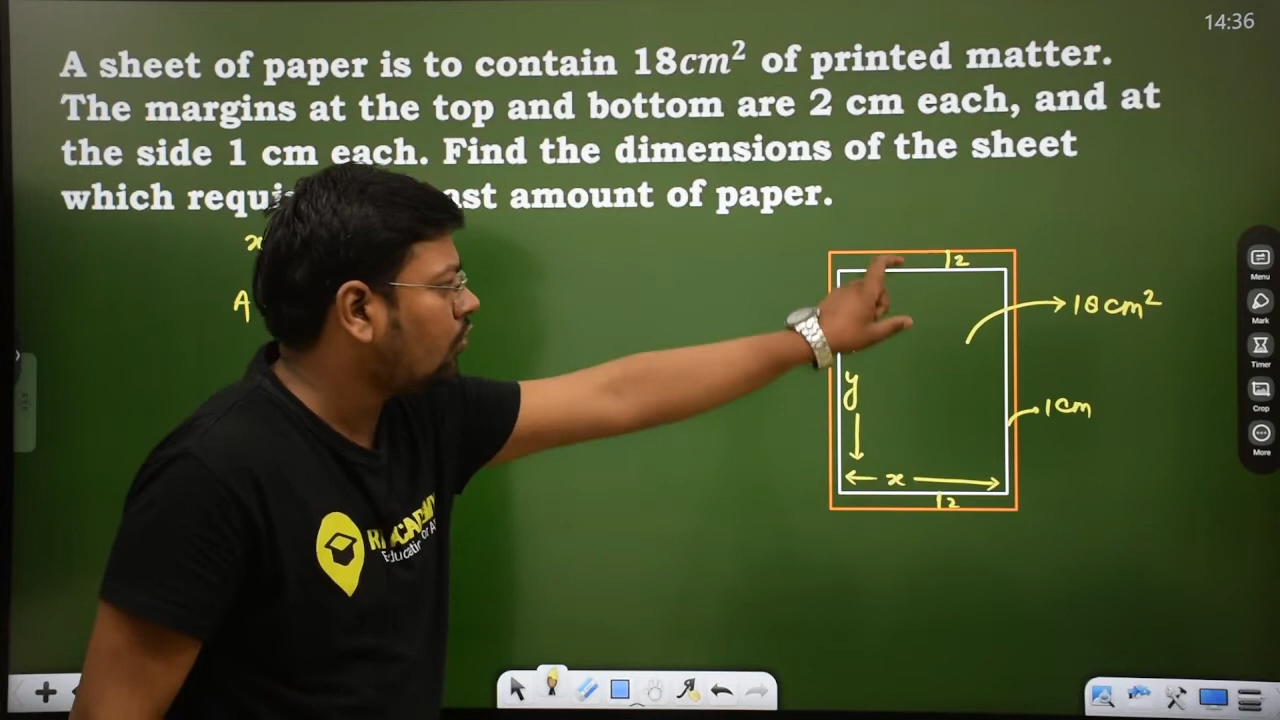 14:36
A sheet of paper is to contain 18cm² of printed matter.
The margins at the top and bottom are 2 cm each, and at
the side 1 cm each. Find the dimensions of the sheet
which amount of paper.
x
A
2
18cm²
y
1cm
x
2
Menu
Mark
Timer
Crop
More